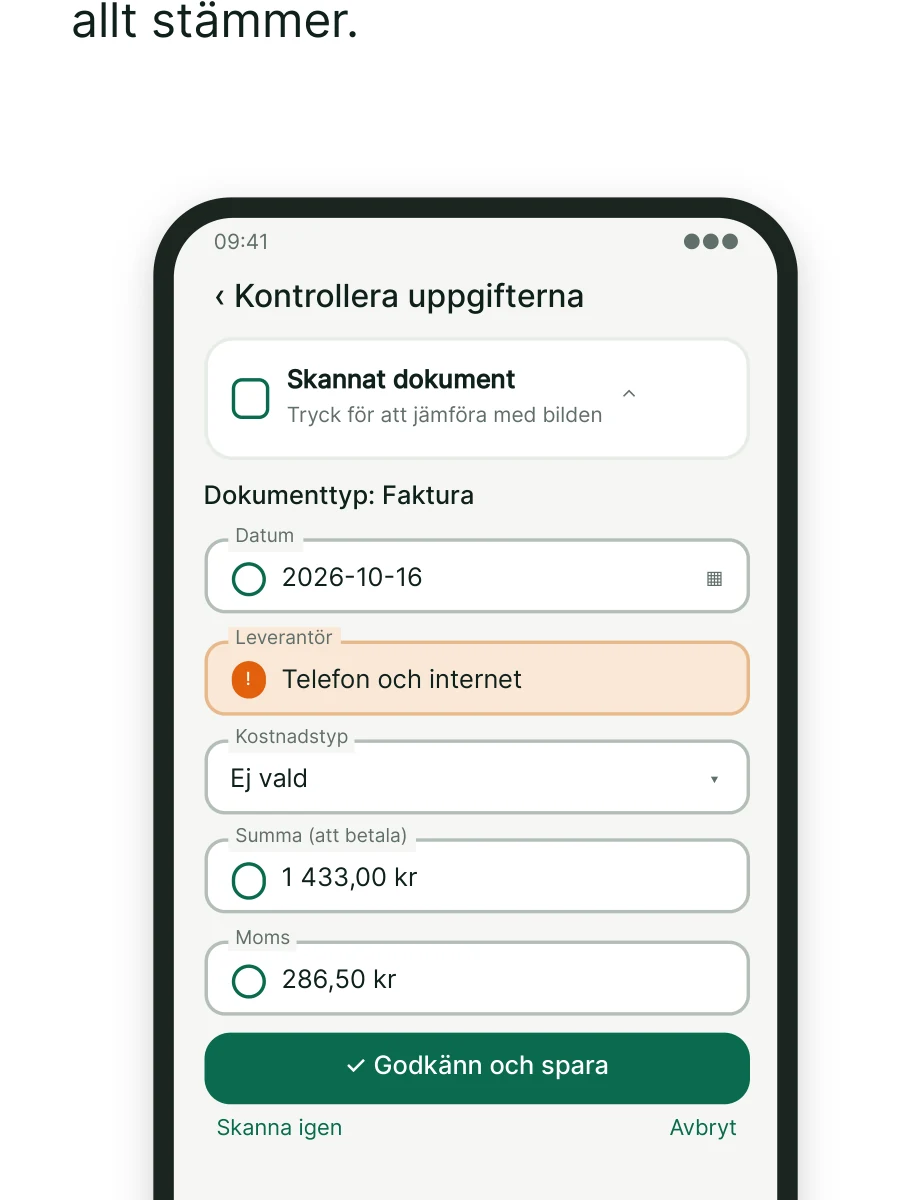 allt stämmer.
09:41
‹ Kontrollera uppgifterna
Skannat dokument
Tryck för att jämföra med bilden
Dokumenttyp: Faktura
Datum
2026-10-16
Leverantör
! Telefon och internet
Kostnadstyp
Ej vald
Summa (att betala)
1 433,00 kr
Moms
286,50 kr
✓ Godkänn och spara
Skanna igen
Avbryt